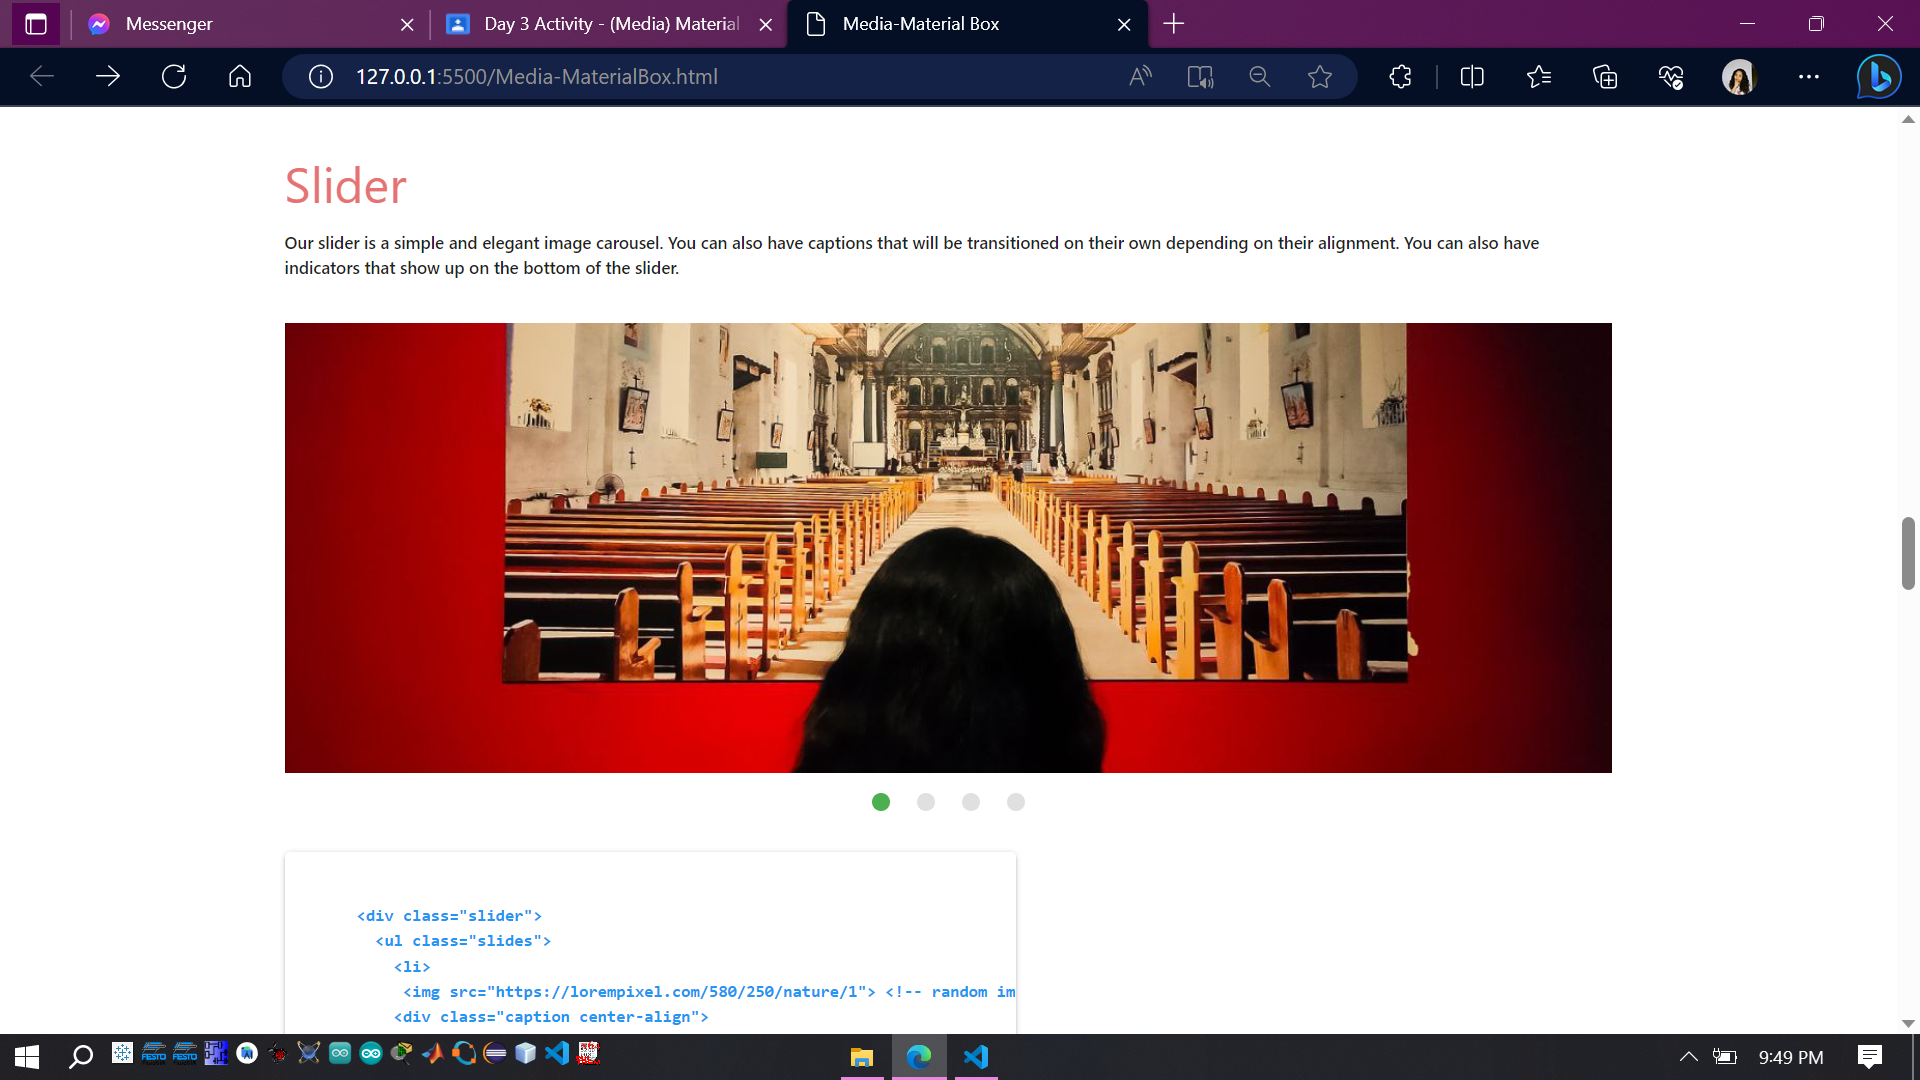 Messenger
Day 3 Activity - (Media) Material
Media-Material Box
127.0.0.1:5500/Media-MaterialBox.html
Slider
Our slider is a simple and elegant image carousel. You can also have captions that will be transitioned on their own depending on their alignment. You can also have
indicators that show up on the bottom of the slider.
<div class="slider">
<ul class="slides">
<li>
<img src="https://lorempixel.com/580/250/nature/1"> <!-- random im
<div class="caption center-align">
FESTO FESTO
9:49 PM